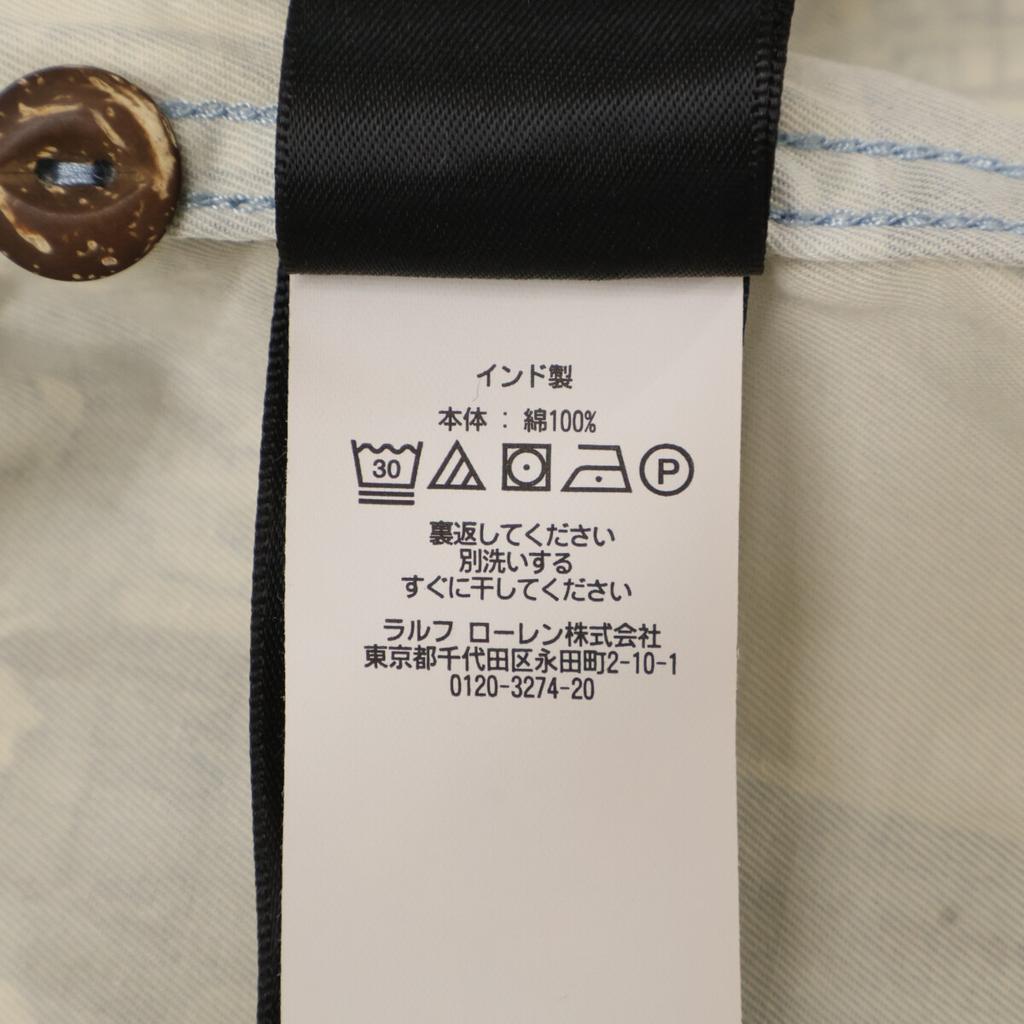 インド製
本体 : 綿100%
30 P
裏返してください
別洗いする
すぐに干してください
ラルフ ローレン株式会社
東京都千代田区永田町2-10-1
0120-3274-20